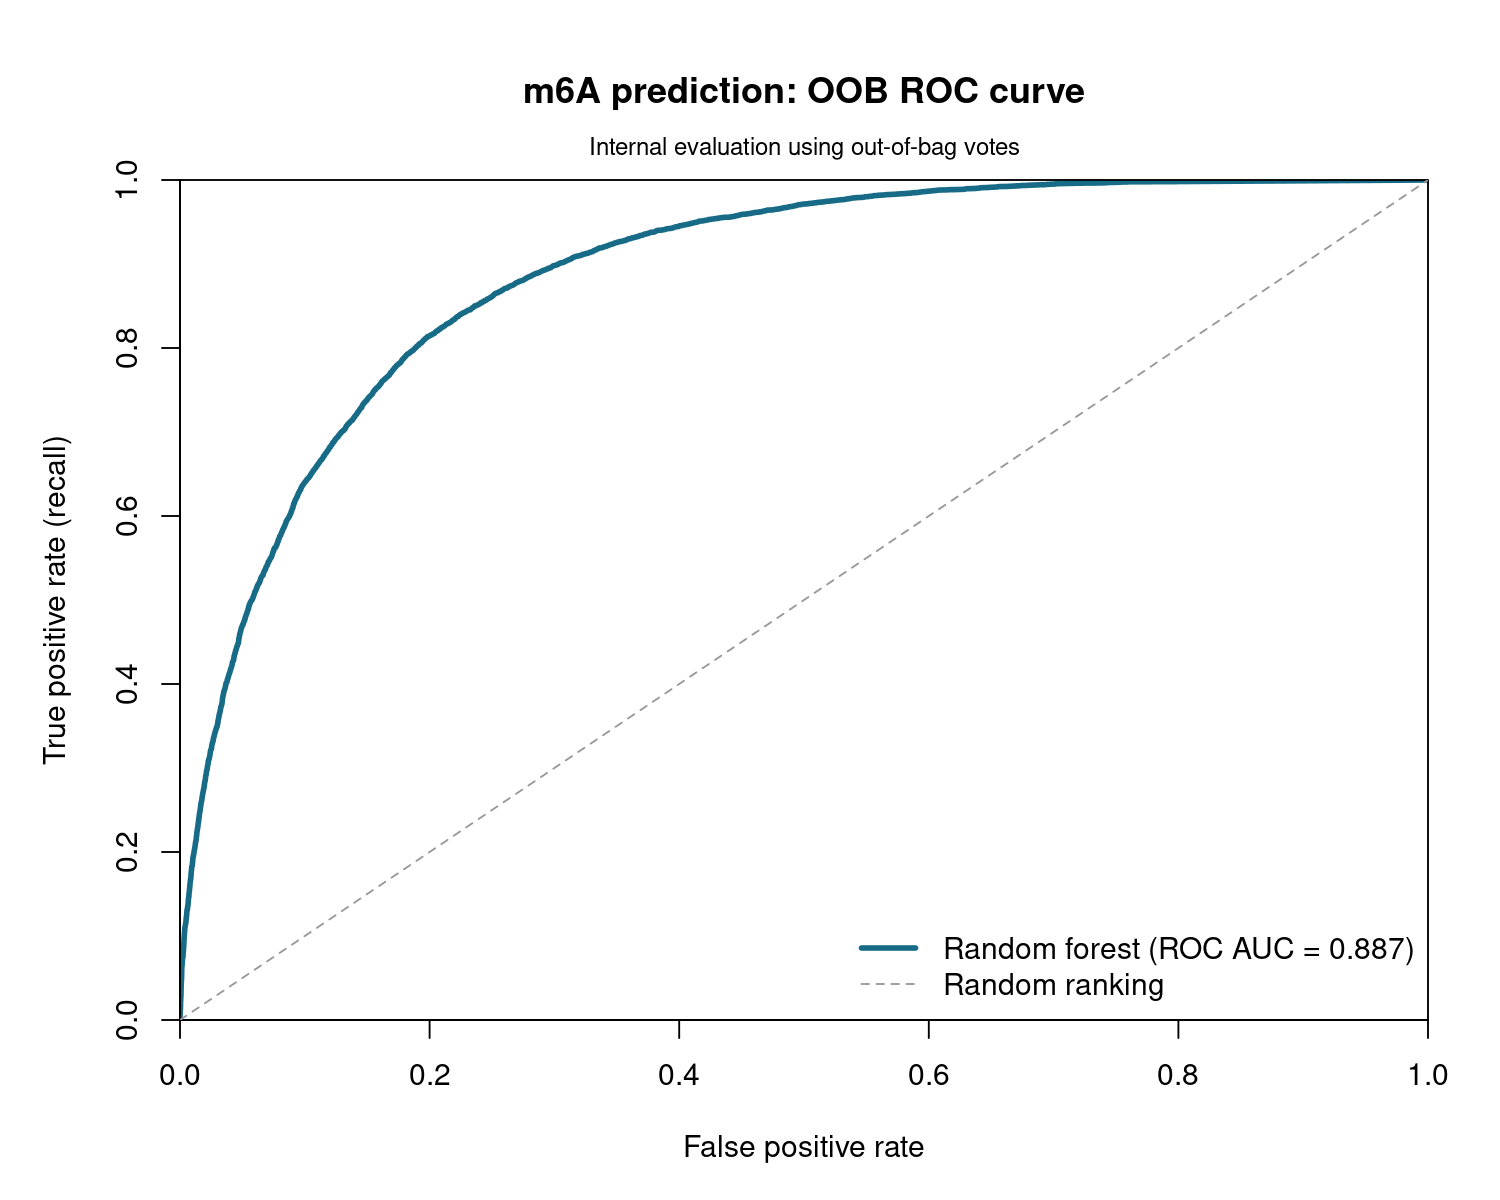 m6A prediction: OOB ROC curve
Internal evaluation using out-of-bag votes
True positive rate (recall)
1.0
0.8
0.6
0.4
0.2
0.0
Random forest (ROC AUC = 0.887)
Random ranking
0.0 0.2 0.4 0.6 0.8 1.0
False positive rate